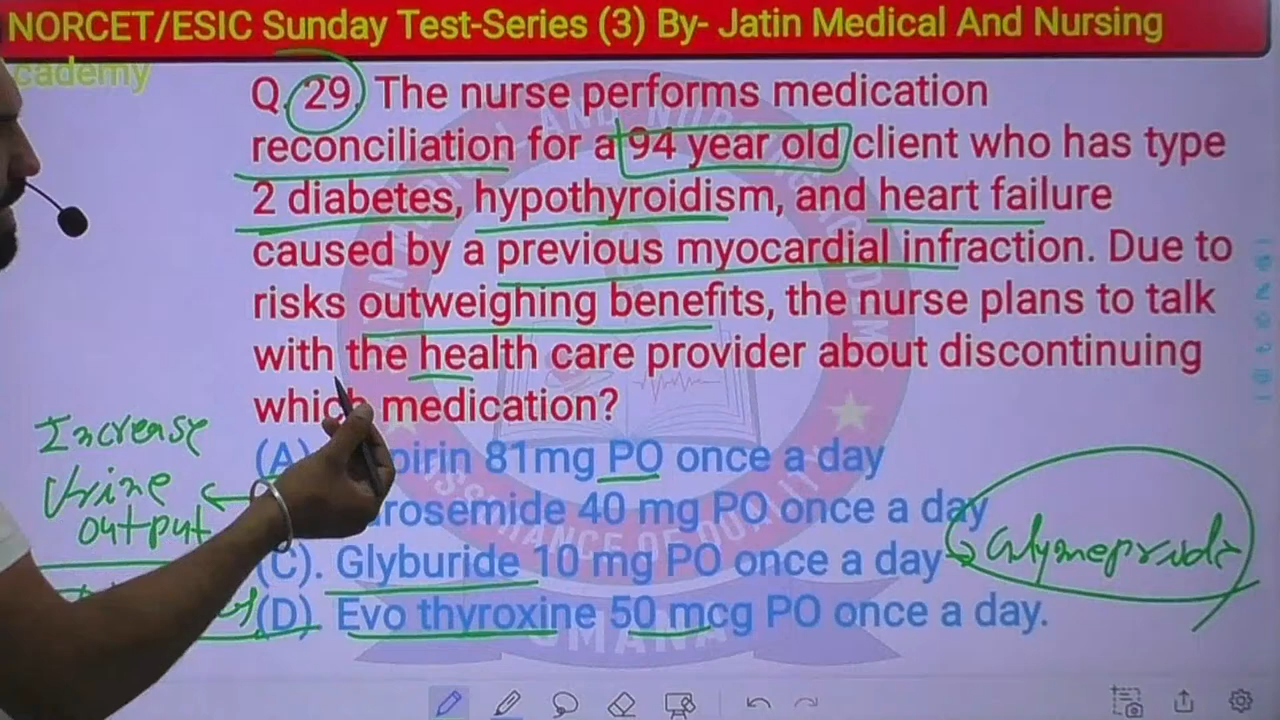 NORCET/ESIC Sunday Test-Series (3) By- Jatin Medical And Nursing
cademy
Q. 29. The nurse performs medication
reconciliation for a 94 year old client who has type
2 diabetes, hypothyroidism, and heart failure
caused by a previous myocardial infraction. Due to
risks outweighing benefits, the nurse plans to talk
with the health care provider about discontinuing
which medication?
(A) pirin 81mg PO once a day
rosemide 40 mg PO once a day
(C). Glyburide 10 mg PO once a day
(D). Evo thyroxine 50 mcg PO once a day.
Increase
Urine
output